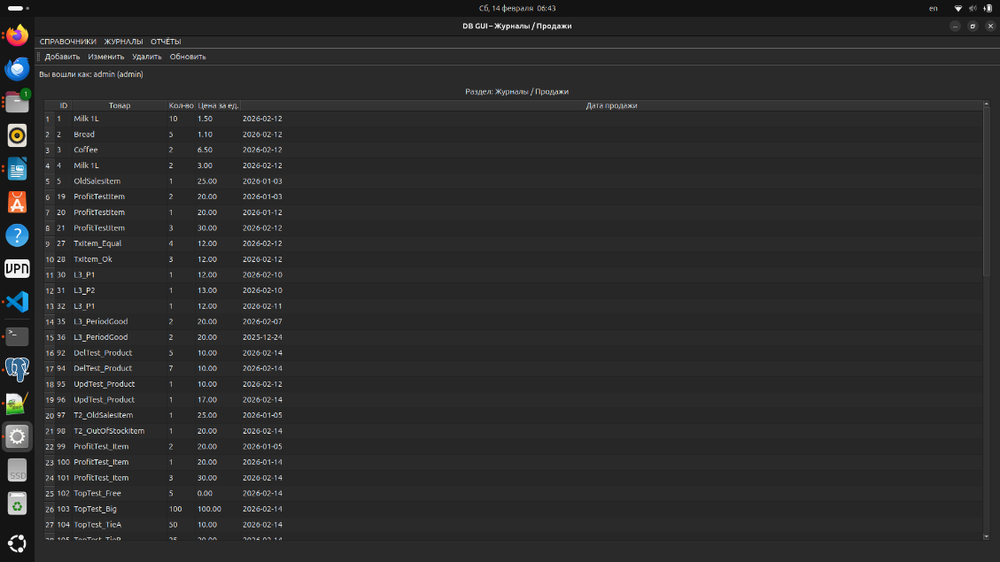 Сб, 14 февраля 06:43
en
DB GUI – Журналы / Продажи
СПРАВОЧНИКИ ЖУРНАЛЫ ОТЧЁТЫ
Добавить Изменить Удалить Обновить
Вы вошли как: admin (admin)
Раздел: Журналы / Продажи
ID Товар Кол-во Цена за ед. Дата продажи
1 1 Milk 1L 10 1.50 2026-02-12
2 2 Bread 5 1.10 2026-02-12
3 3 Coffee 2 6.50 2026-02-12
4 4 Milk 1L 2 3.00 2026-02-12
5 5 OldSalesItem 1 25.00 2026-01-03
6 19 ProfitTestItem 2 20.00 2026-01-03
7 20 ProfitTestItem 1 20.00 2026-01-12
8 21 ProfitTestItem 3 30.00 2026-02-12
9 27 TxItem_Equal 4 12.00 2026-02-12
10 28 TxItem_Ok 3 12.00 2026-02-12
11 30 L3_P1 1 12.00 2026-02-10
12 31 L3_P2 1 13.00 2026-02-10
13 32 L3_P1 1 12.00 2026-02-11
14 35 L3_PeriodGood 2 20.00 2026-02-07
15 36 L3_PeriodGood 2 20.00 2025-12-24
16 92 DelTest_Product 5 10.00 2026-02-14
17 94 DelTest_Product 7 10.00 2026-02-14
18 95 UpdTest_Product 1 10.00 2026-02-12
19 96 UpdTest_Product 1 17.00 2026-02-14
20 97 T2_OldSalesItem 1 25.00 2026-01-05
21 98 T2_OutOfStockItem 1 20.00 2026-02-14
22 99 ProfitTest_Item 2 20.00 2026-01-05
23 100 ProfitTest_Item 1 20.00 2026-01-14
24 101 ProfitTest_Item 3 30.00 2026-02-14
25 102 TopTest_Free 5 0.00 2026-02-14
26 103 TopTest_Big 100 100.00 2026-02-14
27 104 TopTest_TieA 50 10.00 2026-02-14
28 105 TopTest_TieB 25 20.00 2026-02-14
1
VPN
SSD